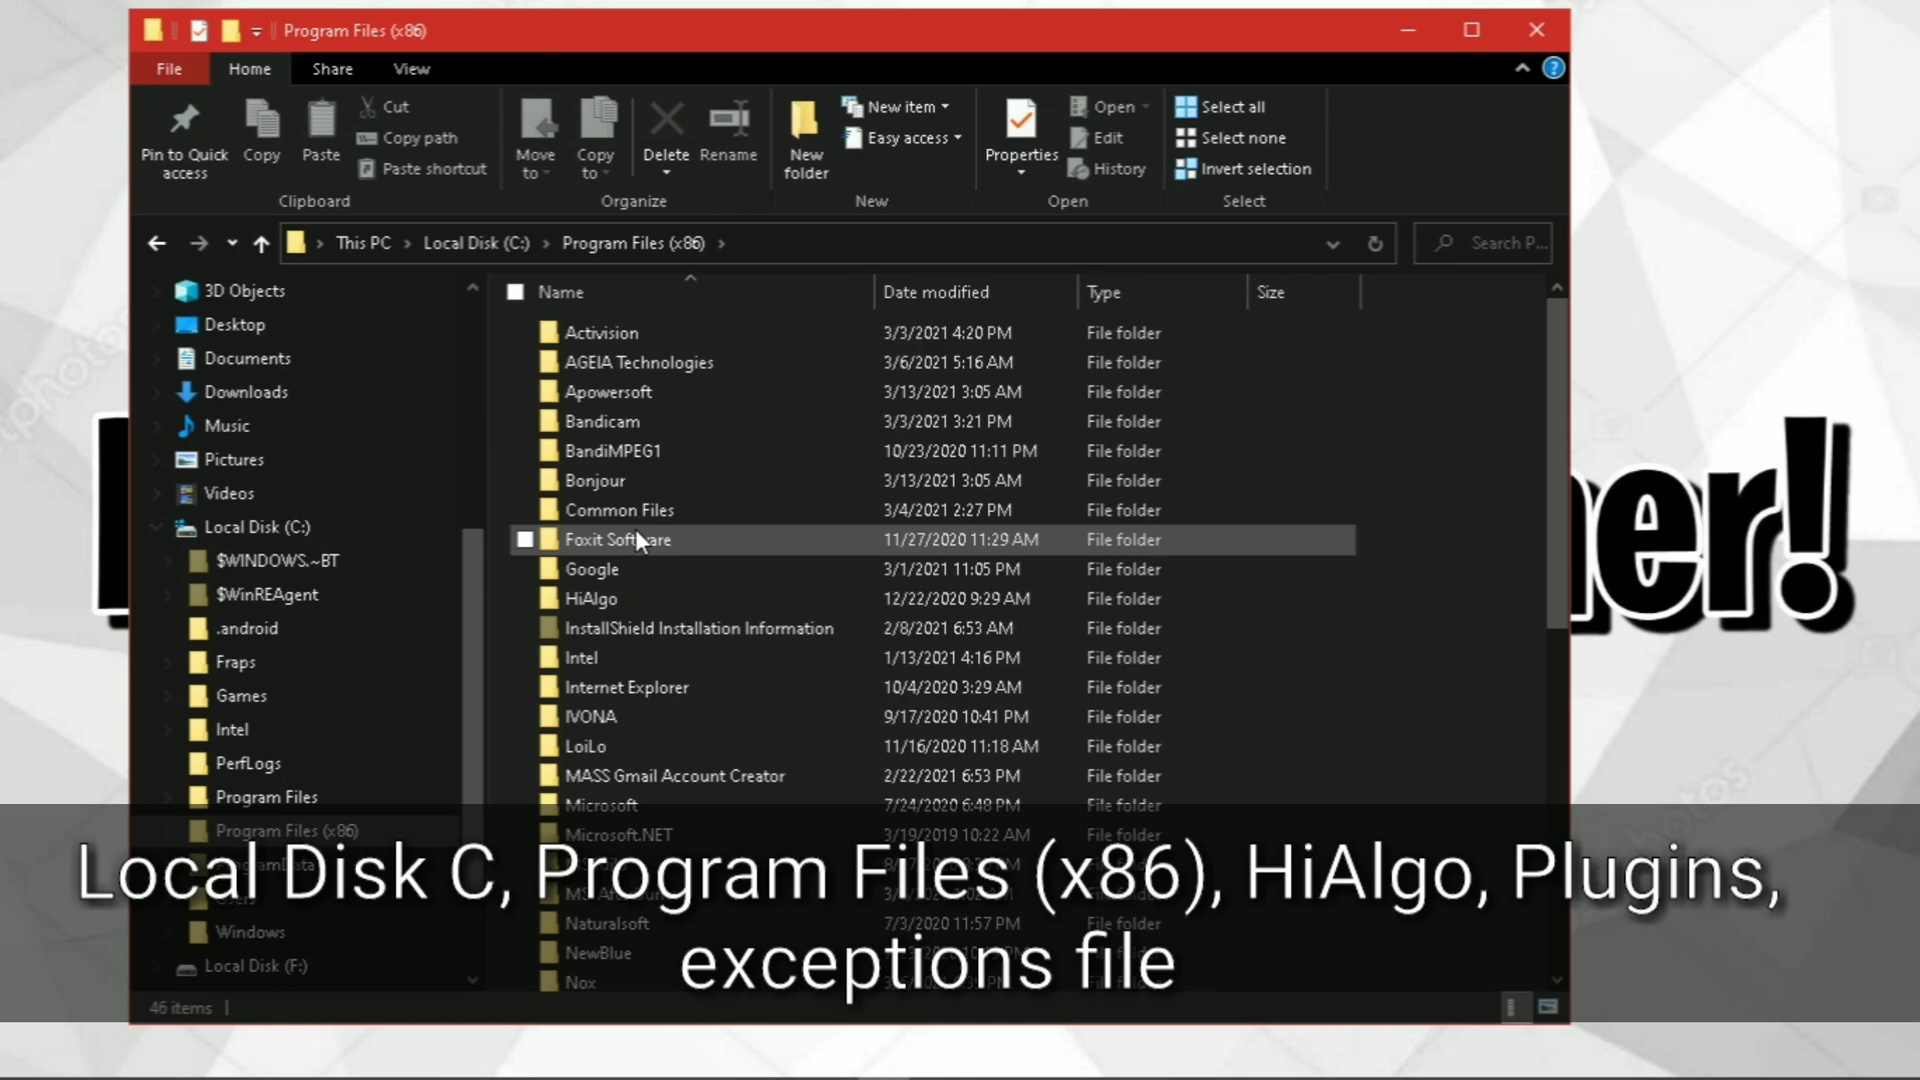 Program Files (x86)
File Home Share View
Pin to Quick access
Copy
Paste
Cut
Copy path
Paste shortcut
Clipboard
Move to
Copy to
Delete
Rename
Organize
New folder
New item
Easy access
New
Properties
Open
Edit
History
Open
Select all
Select none
Invert selection
Select
This PC > Local Disk (C:) > Program Files (x86) >
Search P...
3D Objects
Desktop
Documents
Downloads
Music
Pictures
Videos
Local Disk (C:)
$WINDOWS.~BT
$WinREAgent
.android
Fraps
Games
Intel
PerfLogs
Program Files
Program Files (x86)
Windows
Local Disk (F:)
Name Date modified Type Size
Activision 3/3/2021 4:20 PM File folder
AGEIA Technologies 3/6/2021 5:16 AM File folder
Apowersoft 3/13/2021 3:05 AM File folder
Bandicam 3/3/2021 3:21 PM File folder
BandiMPEG1 10/23/2020 11:11 PM File folder
Bonjour 3/13/2021 3:05 AM File folder
Common Files 3/4/2021 2:27 PM File folder
Foxit Software 11/27/2020 11:29 AM File folder
Google 3/1/2021 11:05 PM File folder
HiAlgo 12/22/2020 9:29 AM File folder
InstallShield Installation Information 2/8/2021 6:53 AM File folder
Intel 1/13/2021 4:16 PM File folder
Internet Explorer 10/4/2020 3:29 AM File folder
IVONA 9/17/2020 10:41 PM File folder
LoiLo 11/16/2020 11:18 AM File folder
MASS Gmail Account Creator 2/22/2021 6:53 PM File folder
Microsoft 7/24/2020 6:48 PM File folder
Microsoft.NET 3/19/2019 10:22 AM File folder
Naturalsoft 7/3/2020 11:57 PM File folder
NewBlue File folder
Nox File folder
46 items
Local Disk C, Program Files (x86), HiAlgo, Plugins,
exceptions file